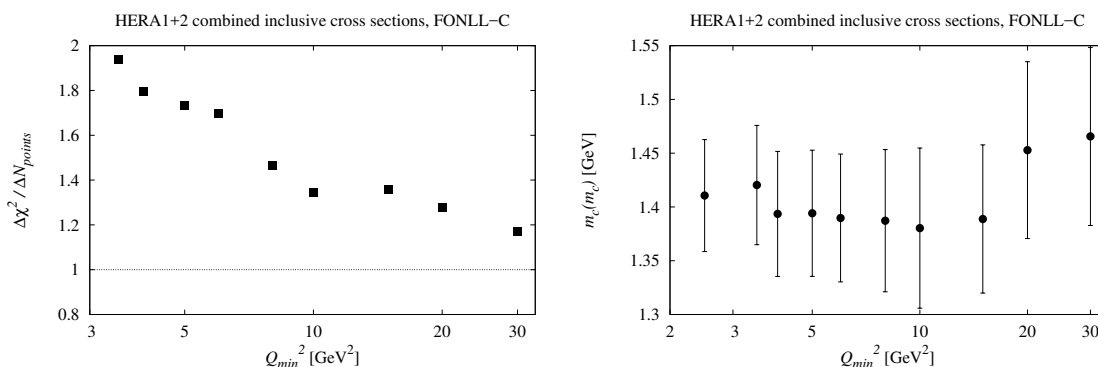 HERA1+2 combined inclusive cross sections, FONLL−C
2
1.8
1.6
1.4
1.2
1
0.8
Δχ² / ΔN_points
3 5 10 20 30
Q_min² [GeV²]
HERA1+2 combined inclusive cross sections, FONLL−C
1.55
1.5
1.45
1.4
1.35
1.3
m_c(m_c) [GeV]
2 3 5 10 20 30
Q_min² [GeV²]